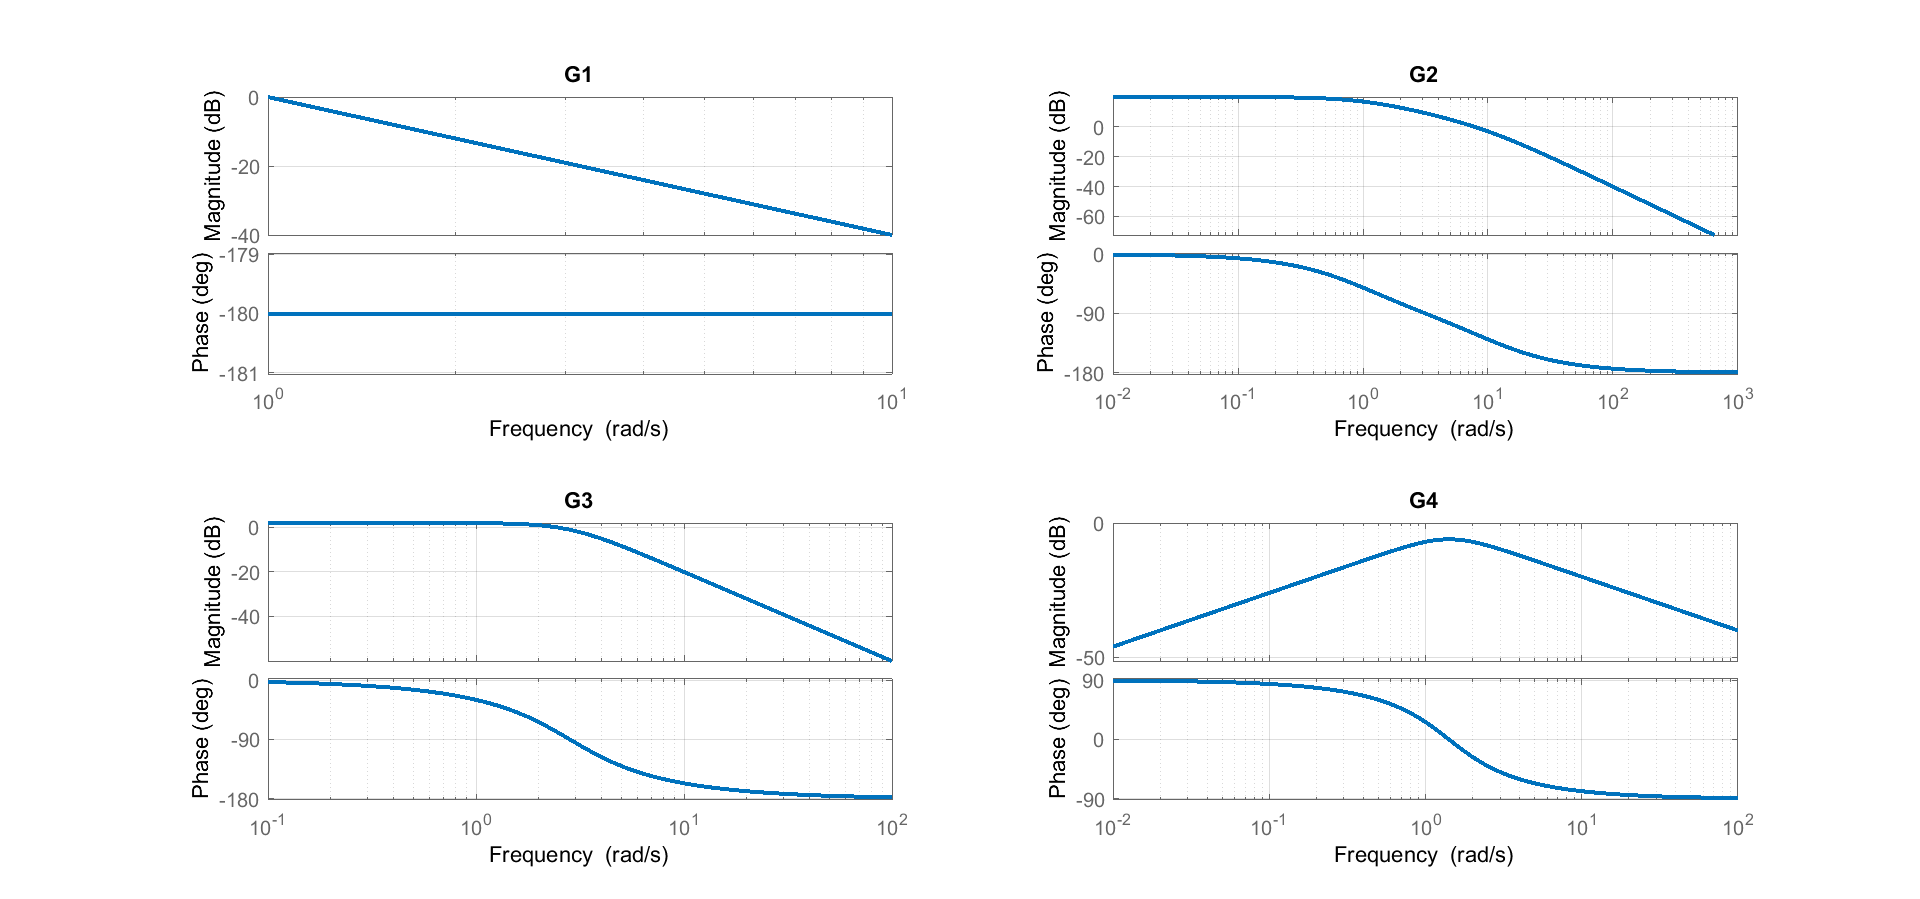 G1
Magnitude (dB)
0
-20
-40
Phase (deg)
-179
-180
-181
10^0 10^1
Frequency (rad/s)
G2
Magnitude (dB)
0
-20
-40
-60
Phase (deg)
0
-90
-180
10^-2 10^-1 10^0 10^1 10^2 10^3
Frequency (rad/s)
G3
Magnitude (dB)
0
-20
-40
Phase (deg)
0
-90
-180
10^-1 10^0 10^1 10^2
Frequency (rad/s)
G4
Magnitude (dB)
0
-50
Phase (deg)
90
0
-90
10^-2 10^-1 10^0 10^1 10^2
Frequency (rad/s)